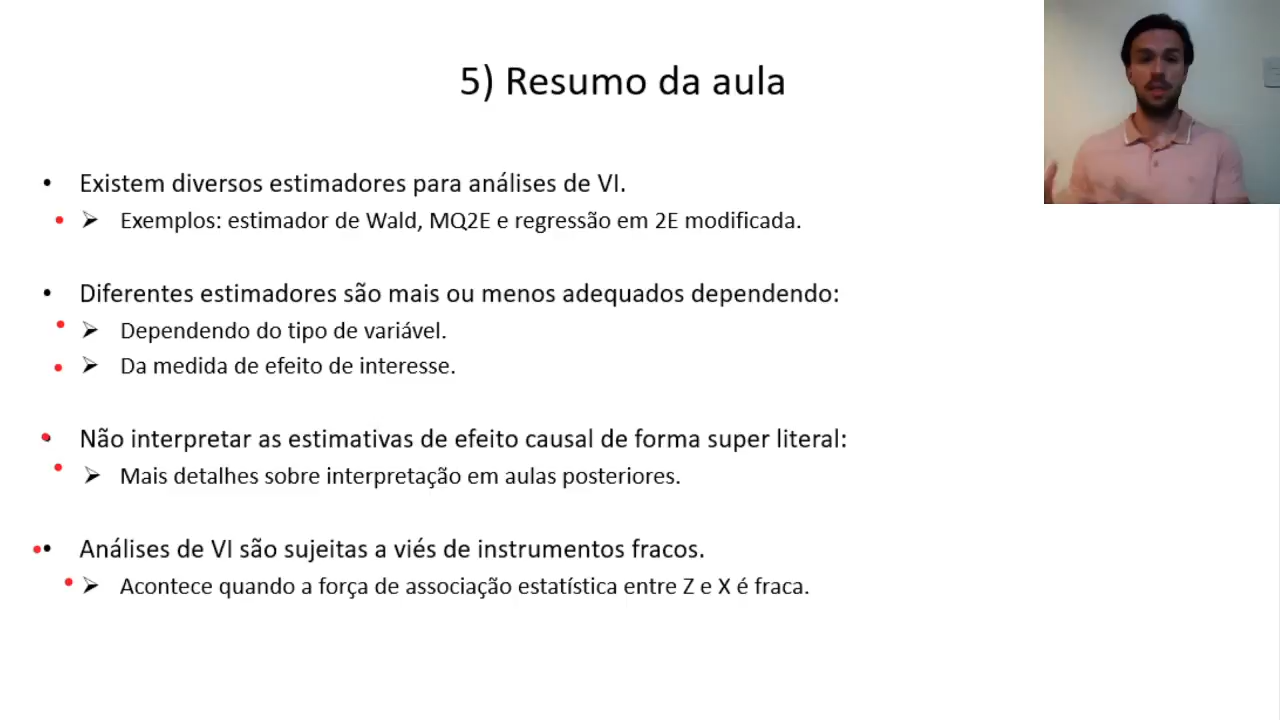 5) Resumo da aula
• Existem diversos estimadores para análises de VI.
➢ Exemplos: estimador de Wald, MQ2E e regressão em 2E modificada.
• Diferentes estimadores são mais ou menos adequados dependendo:
➢ Dependendo do tipo de variável.
➢ Da medida de efeito de interesse.
• Não interpretar as estimativas de efeito causal de forma super literal:
➢ Mais detalhes sobre interpretação em aulas posteriores.
• Análises de VI são sujeitas a viés de instrumentos fracos.
➢ Acontece quando a força de associação estatística entre Z e X é fraca.